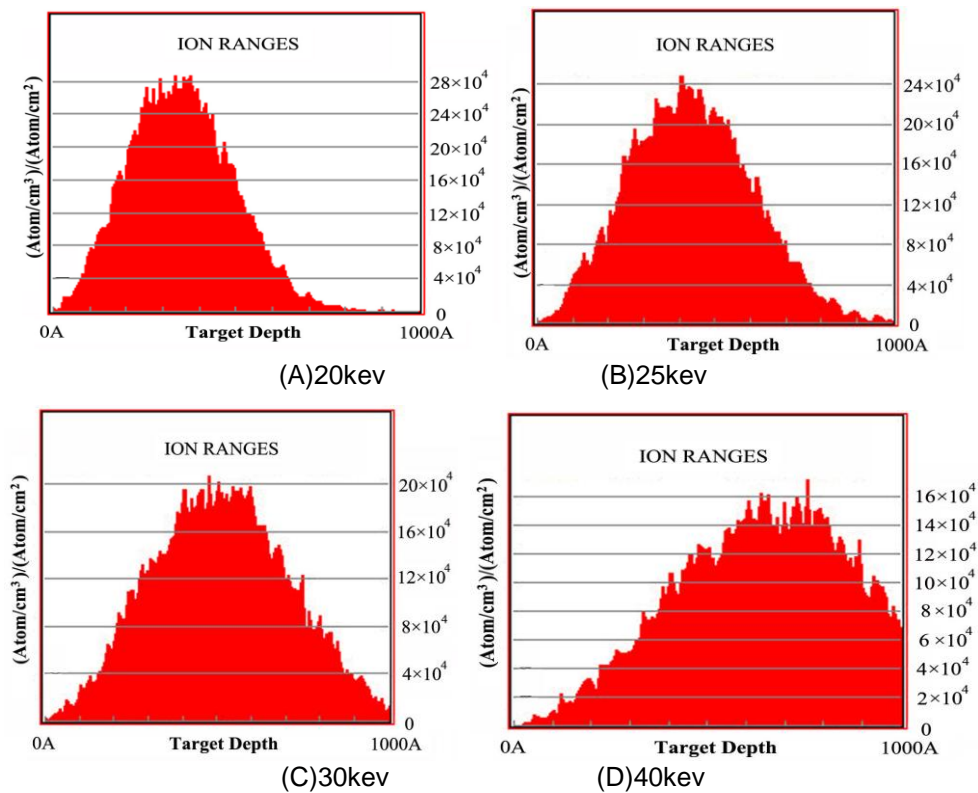 ION RANGES
(Atom/cm³)/(Atom/cm²)
28×10⁴
24×10⁴
20×10⁴
16×10⁴
12×10⁴
8×10⁴
4×10⁴
0
0A
Target Depth
1000A
(A)20kev
ION RANGES
(Atom/cm³)/(Atom/cm²)
24×10⁴
20×10⁴
16×10⁴
12×10⁴
8×10⁴
4×10⁴
0
0A
Target Depth
1000A
(B)25kev
ION RANGES
(Atom/cm³)/(Atom/cm²)
20×10⁴
16×10⁴
12×10⁴
8×10⁴
4×10⁴
0
0A
Target Depth
1000A
(C)30kev
ION RANGES
(Atom/cm³)/(Atom/cm²)
16×10⁴
14×10⁴
12×10⁴
10×10⁴
8×10⁴
6×10⁴
4×10⁴
2×10⁴
0
0A
Target Depth
1000A
(D)40kev